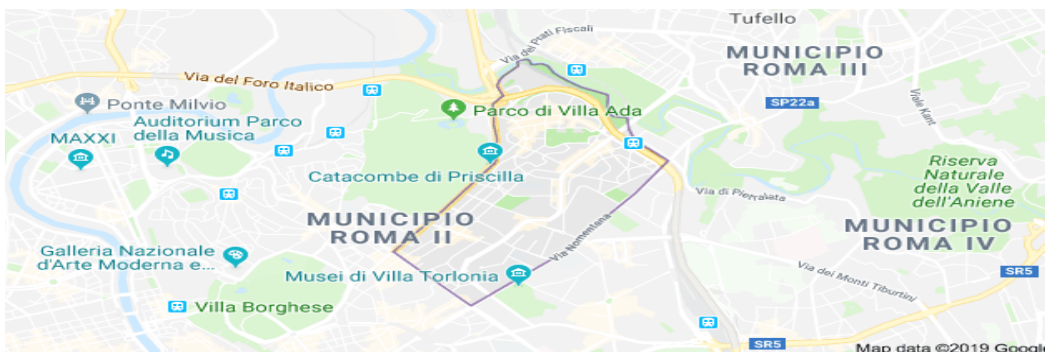 Tufello
Via dei Prati Fiscali
MUNICIPIO
ROMA III
Via del Foro Italico
Ponte Milvio
SP22a
Viale Kant
Parco di Villa Ada
Auditorium Parco
della Musica
MAXXI
Riserva
Naturale
della Valle
dell'Aniene
Catacombe di Priscilla
Via di Pietralata
MUNICIPIO
ROMA II
MUNICIPIO
ROMA IV
Via Nomentana
Galleria Nazionale
d'Arte Moderna e...
Musei di Villa Torlonia
Via dei Monti Tiburtini
SR5
Villa Borghese
SR5
Map data ©2019 Google